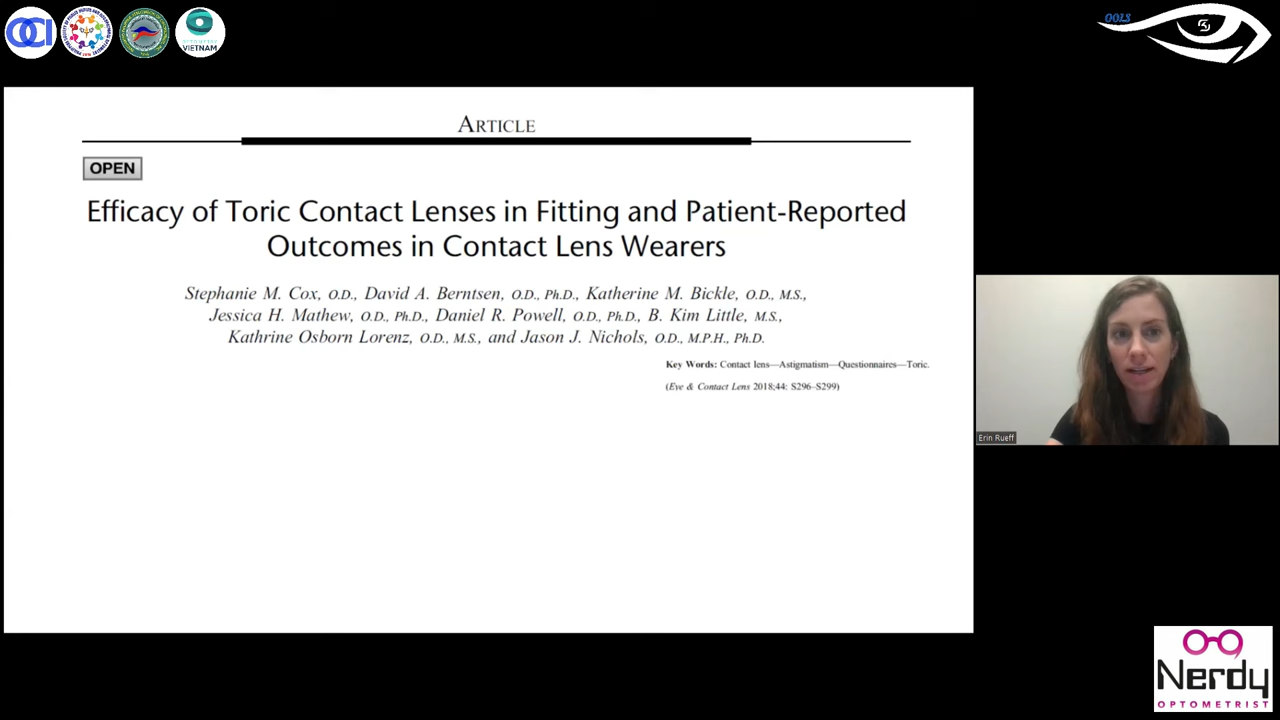 OCI
OPTOMETRY
VIETNAM
OOLS
ARTICLE
OPEN
Efficacy of Toric Contact Lenses in Fitting and Patient-Reported
Outcomes in Contact Lens Wearers
Stephanie M. Cox, O.D., David A. Berntsen, O.D., Ph.D., Katherine M. Bickle, O.D., M.S.,
Jessica H. Mathew, O.D., Ph.D., Daniel R. Powell, O.D., Ph.D., B. Kim Little, M.S.,
Kathrine Osborn Lorenz, O.D., M.S., and Jason J. Nichols, O.D., M.P.H., Ph.D.
Key Words: Contact lens—Astigmatism—Questionnaires—Toric.
(Eye & Contact Lens 2018;44: S296–S299)
Erin Rueff
Nerdy
OPTOMETRIST